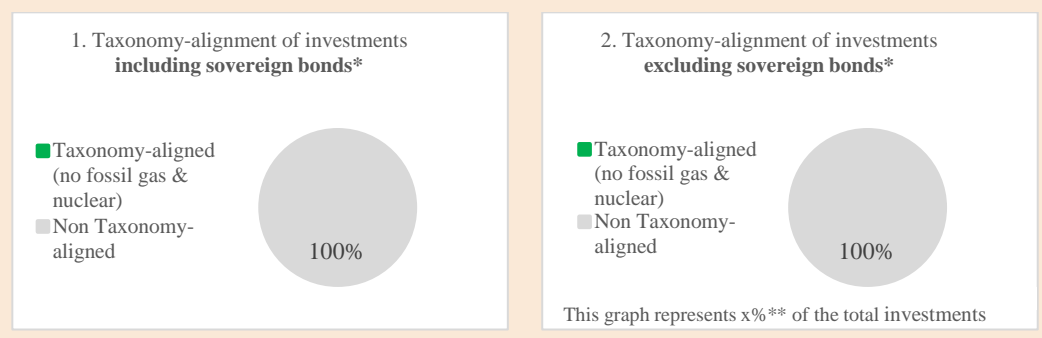 1. Taxonomy-alignment of investments
including sovereign bonds*
Taxonomy-aligned
(no fossil gas &
nuclear)
Non Taxonomy-
aligned
100%
2. Taxonomy-alignment of investments
excluding sovereign bonds*
Taxonomy-aligned
(no fossil gas &
nuclear)
Non Taxonomy-
aligned
100%
This graph represents x%** of the total investments